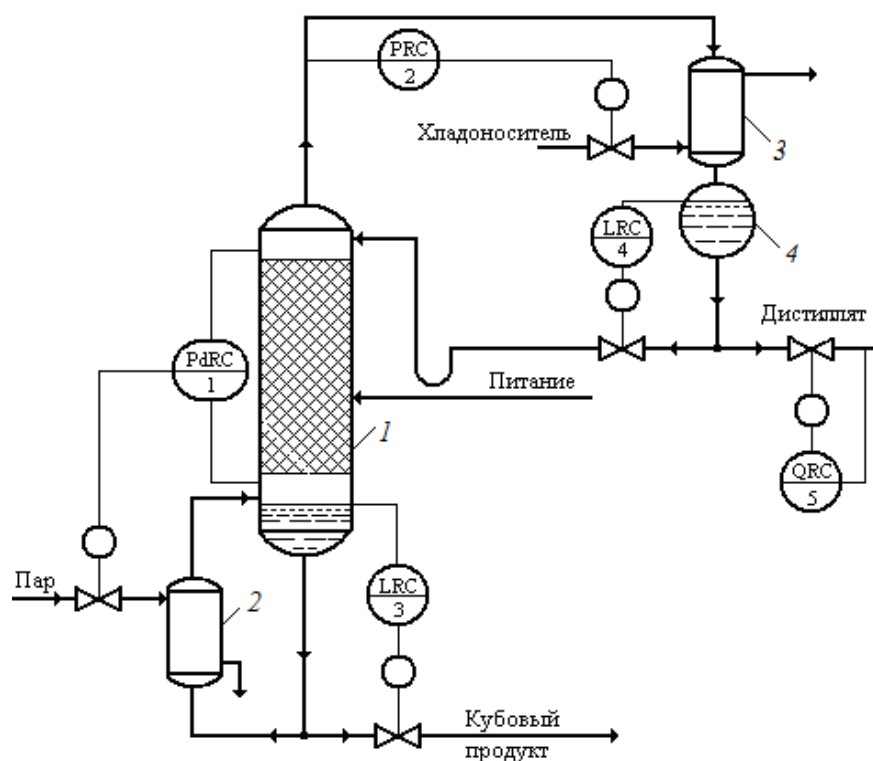 PRC
2
Хладоноситель
3
LRC
4
4
Дистиллят
PdRC
1
Питание
1
QRC
5
Пар
2
LRC
3
Кубовый
продукт